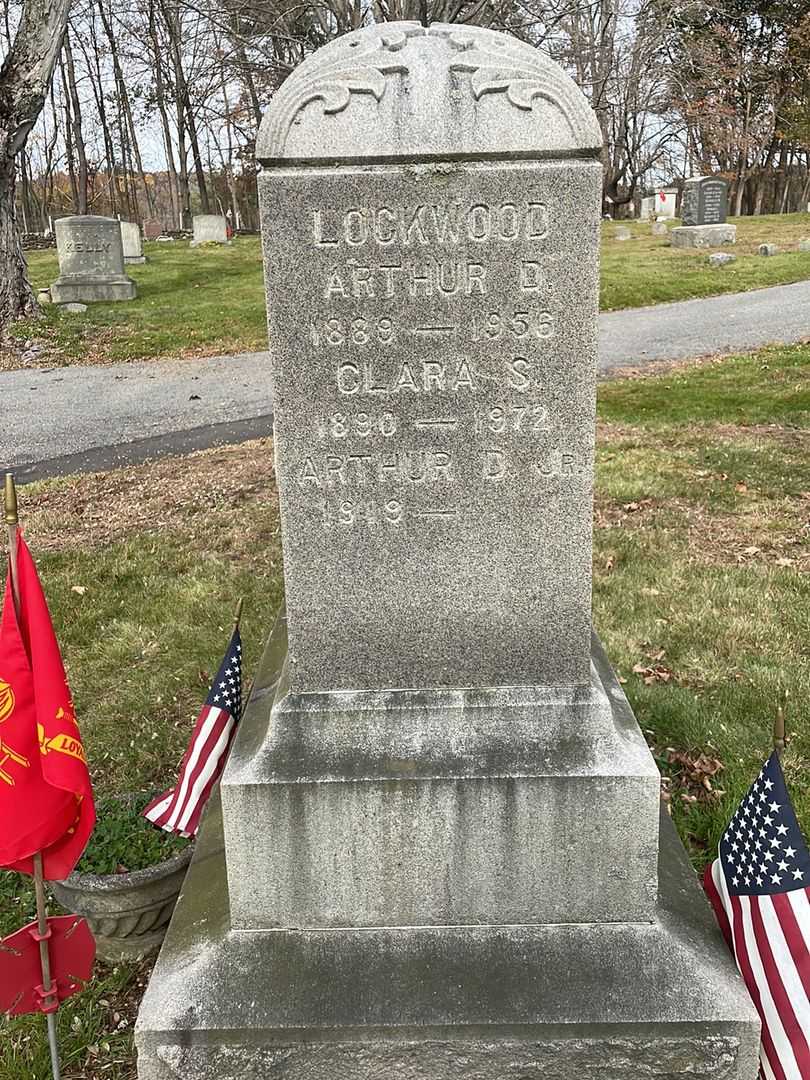 LOCKWOOD
ARTHUR D.
1889 — 1956
CLARA S.
1890 — 1972
ARTHUR D. JR.
1919 —
KELLY